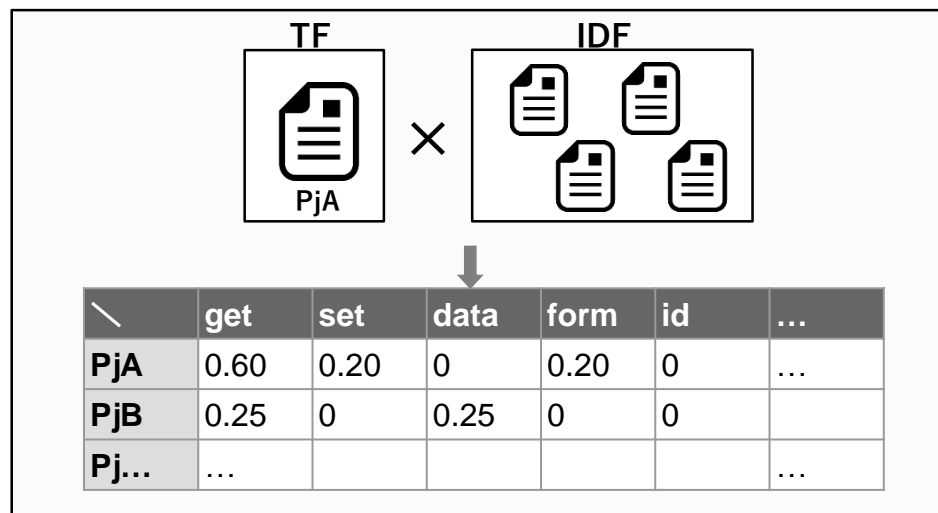 TF IDF
×
PjA
\ get set data form id …
PjA 0.60 0.20 0 0.20 0 …
PjB 0.25 0 0.25 0 0
Pj… … …